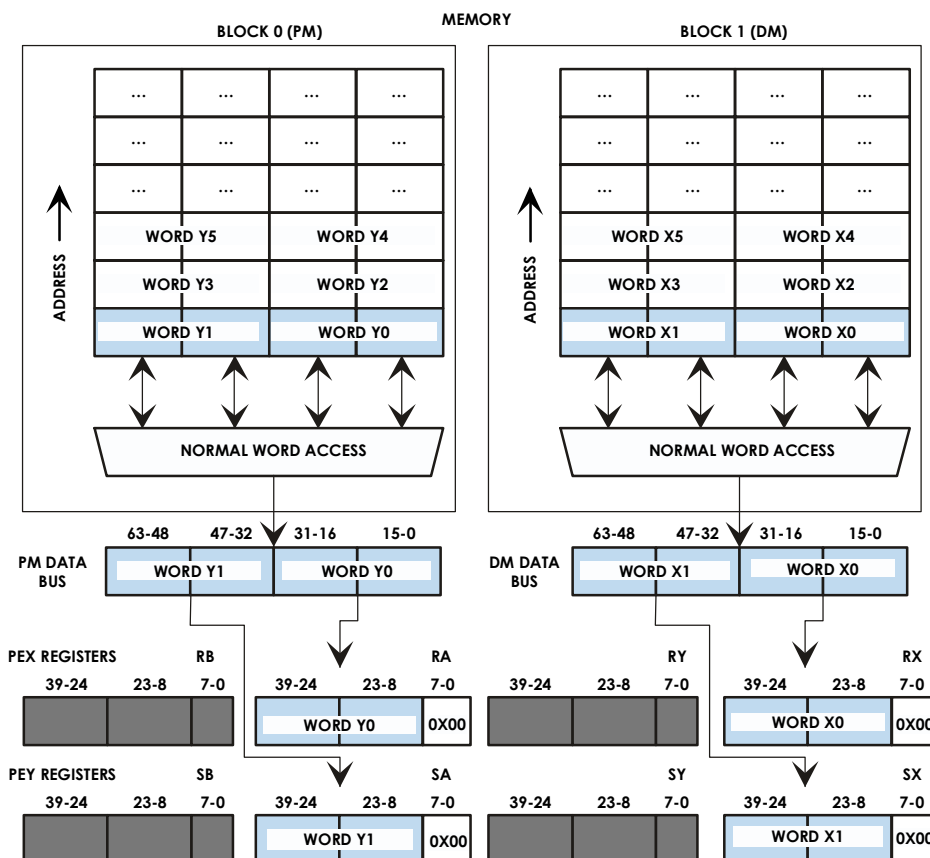 MEMORY
BLOCK 0 (PM) BLOCK 1 (DM)
... ... ... ... ... ... ... ...
... ... ... ... ... ... ... ...
... ... ... ... ... ... ... ...
WORD Y5 WORD Y4 WORD X5 WORD X4
WORD Y3 WORD Y2 WORD X3 WORD X2
WORD Y1 WORD Y0 WORD X1 WORD X0
ADDRESS ADDRESS
NORMAL WORD ACCESS NORMAL WORD ACCESS
63-48 47-32 31-16 15-0 63-48 47-32 31-16 15-0
PM DATA BUS WORD Y1 WORD Y0 DM DATA BUS WORD X1 WORD X0
PEX REGISTERS RB RA RY RX
39-24 23-8 7-0 39-24 23-8 7-0 39-24 23-8 7-0 39-24 23-8 7-0
WORD Y0 0X00 WORD X0 0X00
PEY REGISTERS SB SA SY SX
39-24 23-8 7-0 39-24 23-8 7-0 39-24 23-8 7-0 39-24 23-8 7-0
WORD Y1 0X00 WORD X1 0X00